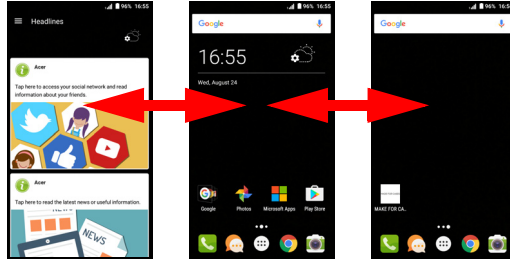 96% 16:55
Headlines
Acer
Tap here to access your social network and read
information about your friends.
Acer
Tap here to read the latest news or useful information.
NEWS
96% 16:55
Google
16:55
Wed, August 24
Google
Photos
Microsoft Apps
Play Store
96% 16:55
Google
MAKE FOR CA..